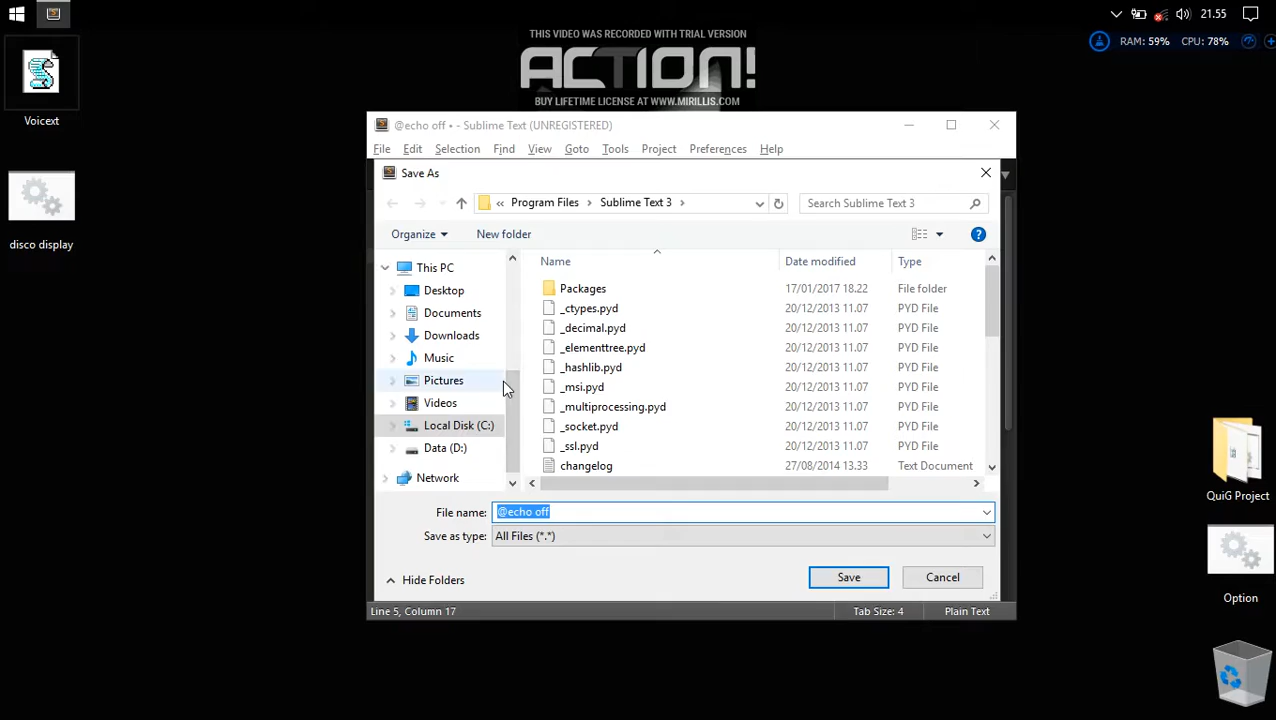 21.55
THIS VIDEO WAS RECORDED WITH TRIAL VERSION
ACTION!
BUY LIFETIME LICENSE AT WWW.MIRILLIS.COM
RAM: 59% CPU: 78%
Voicext
disco display
@echo off • - Sublime Text (UNREGISTERED)
File Edit Selection Find View Goto Tools Project Preferences Help
Save As
« Program Files › Sublime Text 3 ›
Search Sublime Text 3
Organize New folder
This PC
Desktop
Documents
Downloads
Music
Pictures
Videos
Local Disk (C:)
Data (D:)
Network
Name Date modified Type
Packages 17/01/2017 18.22 File folder
_ctypes.pyd 20/12/2013 11.07 PYD File
_decimal.pyd 20/12/2013 11.07 PYD File
_elementtree.pyd 20/12/2013 11.07 PYD File
_hashlib.pyd 20/12/2013 11.07 PYD File
_msi.pyd 20/12/2013 11.07 PYD File
_multiprocessing.pyd 20/12/2013 11.07 PYD File
_socket.pyd 20/12/2013 11.07 PYD File
_ssl.pyd 20/12/2013 11.07 PYD File
changelog 27/08/2014 13.33 Text Document
File name: @echo off
Save as type: All Files (*.*)
Hide Folders
Save Cancel
Line 5, Column 17
Tab Size: 4
Plain Text
QuiG Project
Option